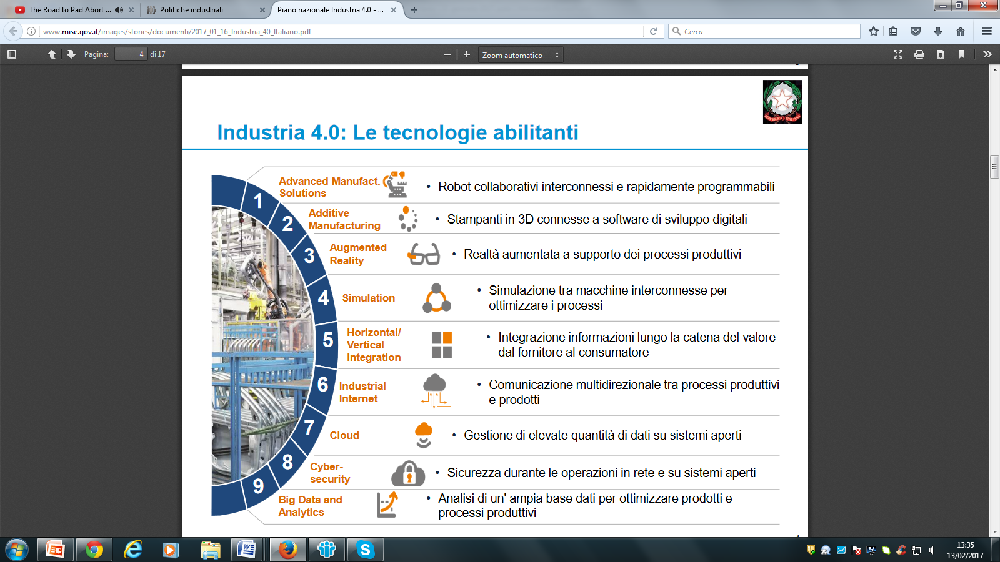 The Road to Pad Abort ...
Politiche industriali
Piano nazionale Industria 4.0 - ...
www.mise.gov.it/images/stories/documenti/2017_01_16_Industria_40_Italiano.pdf
Cerca
Pagina: 4 di 17
Zoom automatico
REPVBBLICA ITALIANA
Industria 4.0: Le tecnologie abilitanti
1
Advanced Manufact.
Solutions
• Robot collaborativi interconnessi e rapidamente programmabili
2
Additive
Manufacturing
• Stampanti in 3D connesse a software di sviluppo digitali
3
Augmented
Reality
• Realtà aumentata a supporto dei processi produttivi
4
Simulation
• Simulazione tra macchine interconnesse per
ottimizzare i processi
5
Horizontal/
Vertical
Integration
• Integrazione informazioni lungo la catena del valore
dal fornitore al consumatore
6
Industrial
Internet
• Comunicazione multidirezionale tra processi produttivi
e prodotti
7
Cloud
• Gestione di elevate quantità di dati su sistemi aperti
8
Cyber-
security
• Sicurezza durante le operazioni in rete e su sistemi aperti
9
Big Data and
Analytics
• Analisi di un' ampia base dati per ottimizzare prodotti e
processi produttivi
13:35
13/02/2017